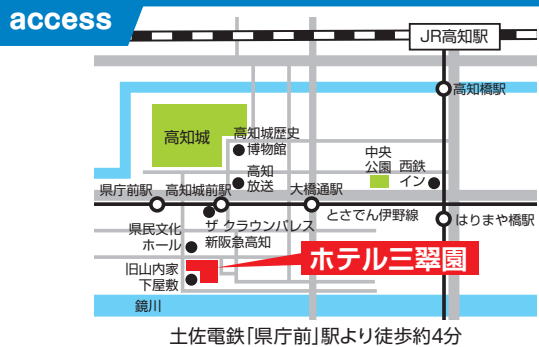 access
JR高知駅
高知橋駅
高知城
高知城歴史
博物館
高知
放送
中央
公園
西鉄
イン
県庁前駅
高知城前駅
大橋通駅
とさでん伊野線
はりまや橋駅
県民文化
ホール
ザ クラウンパレス
新阪急高知
旧山内家
下屋敷
ホテル三翠園
鏡川
土佐電鉄｢県庁前｣駅より徒歩約4分